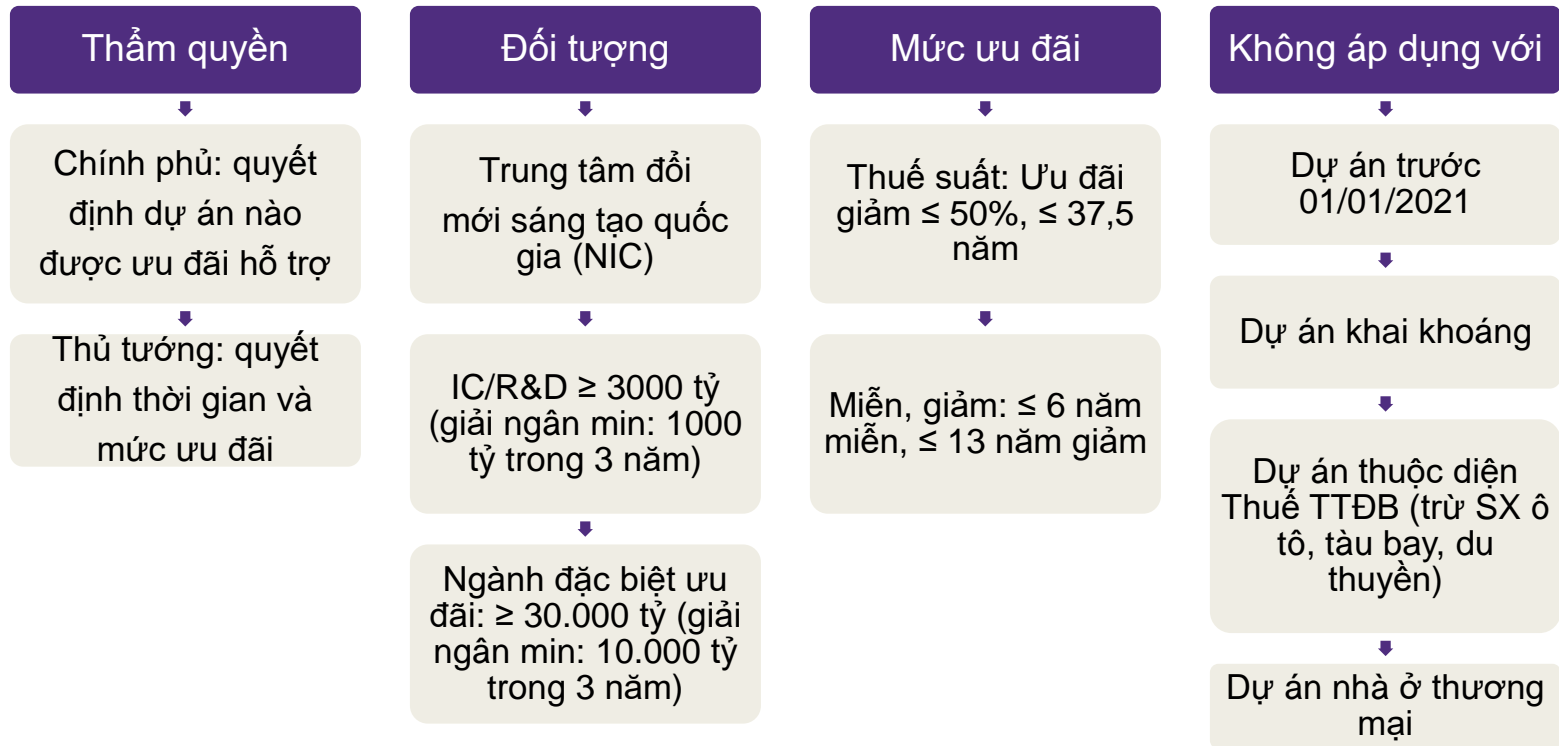 Thẩm quyền
Chính phủ: quyết
định dự án nào
được ưu đãi hỗ trợ
Thủ tướng: quyết
định thời gian và
mức ưu đãi
Đối tượng
Trung tâm đổi
mới sáng tạo quốc
gia (NIC)
IC/R&D ≥ 3000 tỷ
(giải ngân min: 1000
tỷ trong 3 năm)
Ngành đặc biệt ưu
đãi: ≥ 30.000 tỷ (giải
ngân min: 10.000 tỷ
trong 3 năm)
Mức ưu đãi
Thuế suất: Ưu đãi
giảm ≤ 50%, ≤ 37,5
năm
Miễn, giảm: ≤ 6 năm
miễn, ≤ 13 năm giảm
Không áp dụng với
Dự án trước
01/01/2021
Dự án khai khoáng
Dự án thuộc diện
Thuế TTĐB (trừ SX ô
tô, tàu bay, du
thuyền)
Dự án nhà ở thương
mại